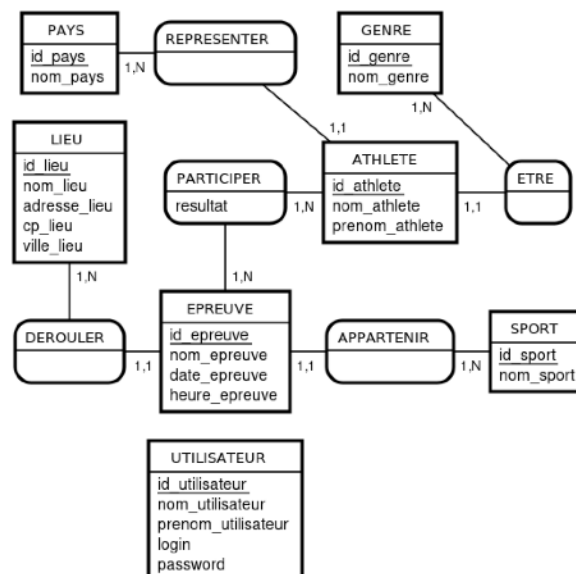 PAYS
id_pays
nom_pays
1,N
REPRESENTER
GENRE
id_genre
nom_genre
1,N
1,1
LIEU
id_lieu
nom_lieu
adresse_lieu
cp_lieu
ville_lieu
1,N
PARTICIPER
resultat
1,N
ATHLETE
id_athlete
nom_athlete
prenom_athlete
1,1
ETRE
1,N
DEROULER
1,1
EPREUVE
id_epreuve
nom_epreuve
date_epreuve
heure_epreuve
1,1
APPARTENIR
1,N
SPORT
id_sport
nom_sport
UTILISATEUR
id_utilisateur
nom_utilisateur
prenom_utilisateur
login
password